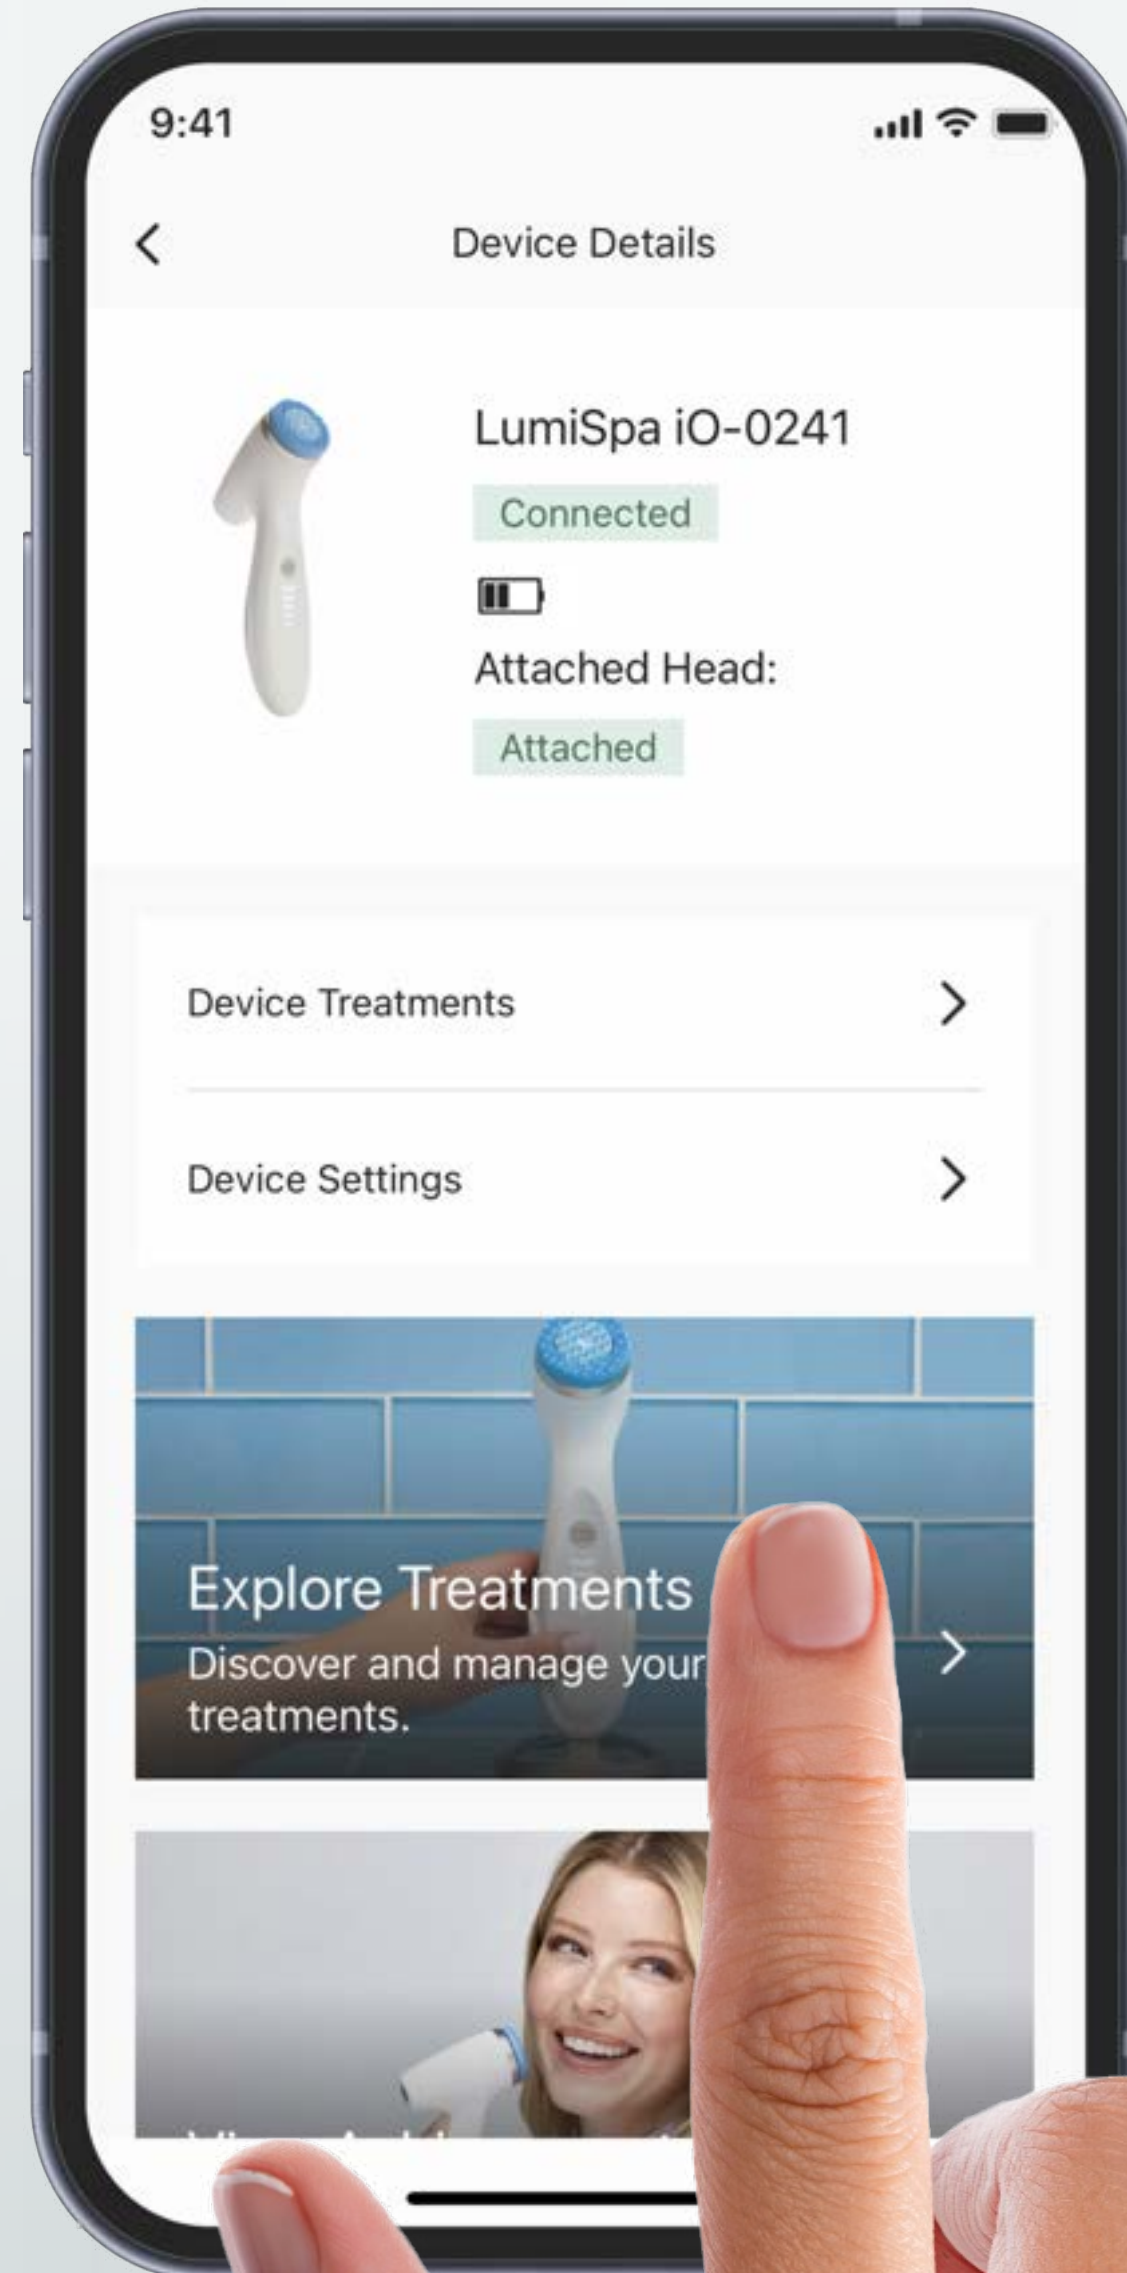 9:41
Device Details
LumiSpa iO-0241
Connected
Attached Head:
Attached
Device Treatments
Device Settings
Explore Treatments
Discover and manage your
treatments.